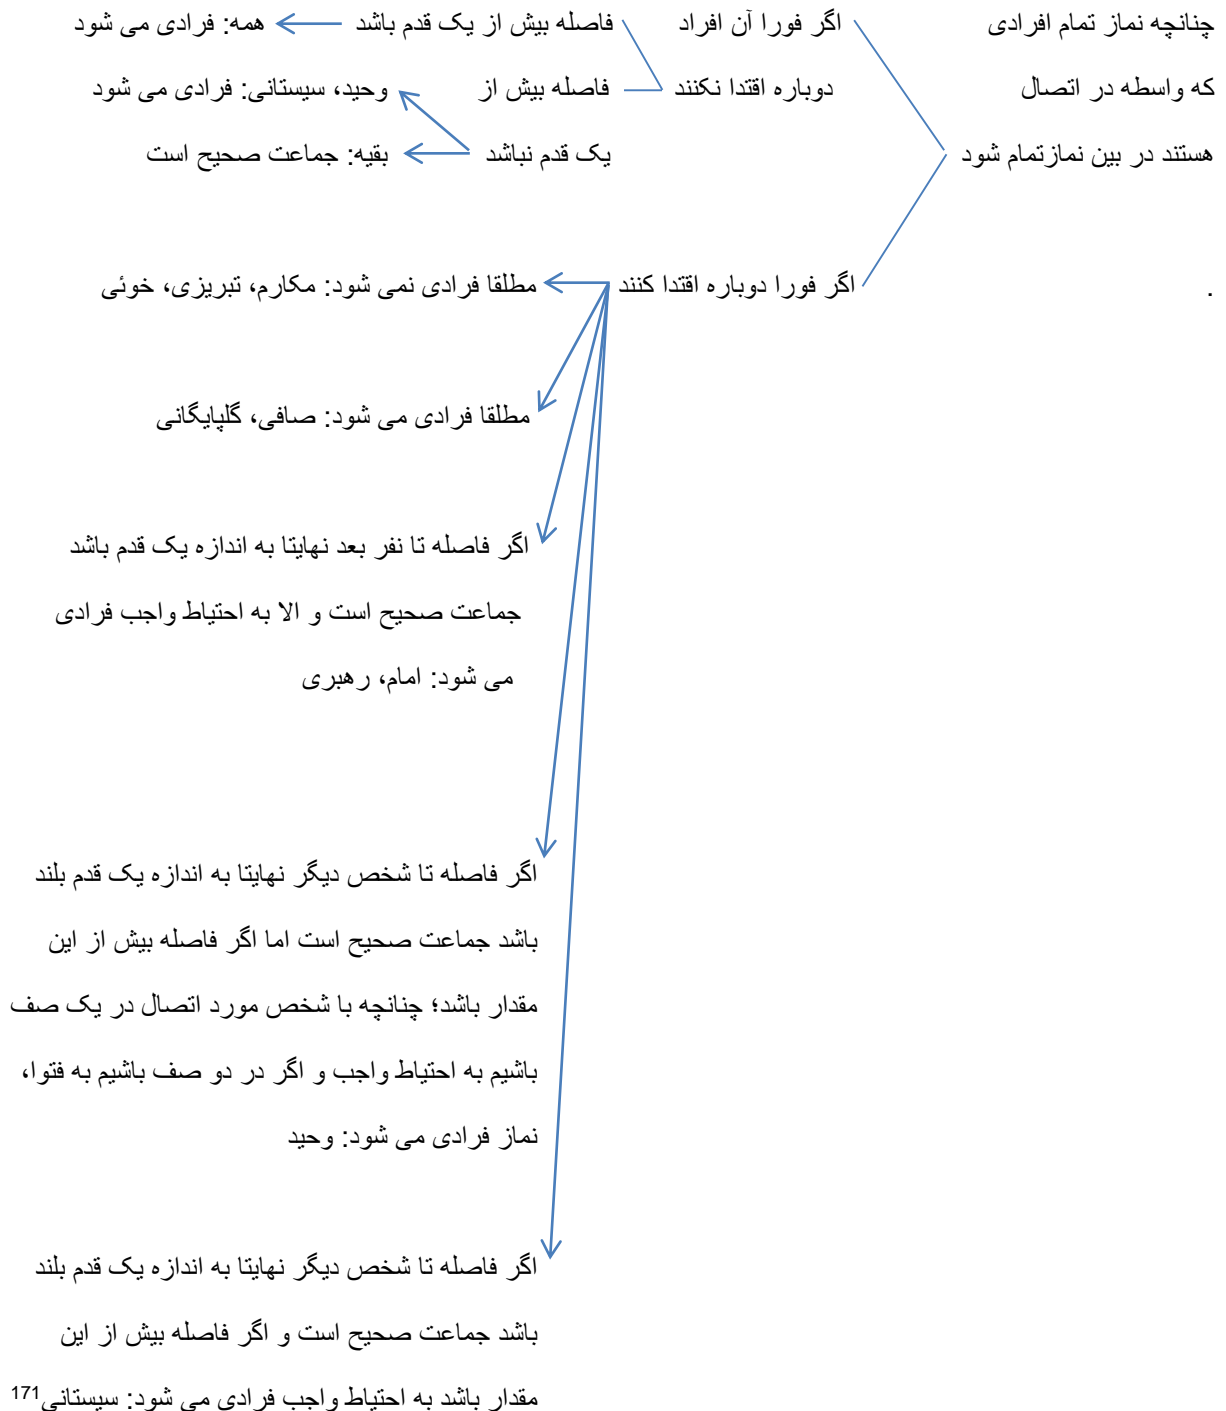 چنانچه نماز تمام افرادی
که واسطه در اتصال
هستند در بین نمازتمام شود
اگر فورا آن افراد
دوباره اقتدا نکنند
فاصله بیش از یک قدم باشد
همه: فرادی می شود
فاصله بیش از
یک قدم نباشد
وحید، سیستانی: فرادی می شود
بقیه: جماعت صحیح است
.
اگر فورا دوباره اقتدا کنند
مطلقا فرادی نمی شود: مکارم، تبریزی، خوئی
مطلقا فرادی می شود: صافی، گلپایگانی
اگر فاصله تا نفر بعد نهایتا به اندازه یک قدم باشد
جماعت صحیح است و الا به احتیاط واجب فرادی
می شود: امام، رهبری
اگر فاصله تا شخص دیگر نهایتا به اندازه یک قدم بلند
باشد جماعت صحیح است اما اگر فاصله بیش از این
مقدار باشد؛ چنانچه با شخص مورد اتصال در یک صف
باشیم به احتیاط واجب و اگر در دو صف باشیم به فتوا،
نماز فرادی می شود: وحید
اگر فاصله تا شخص دیگر نهایتا به اندازه یک قدم بلند
باشد جماعت صحیح است و اگر فاصله بیش از این
مقدار باشد به احتیاط واجب فرادی می شود: سیستانی171